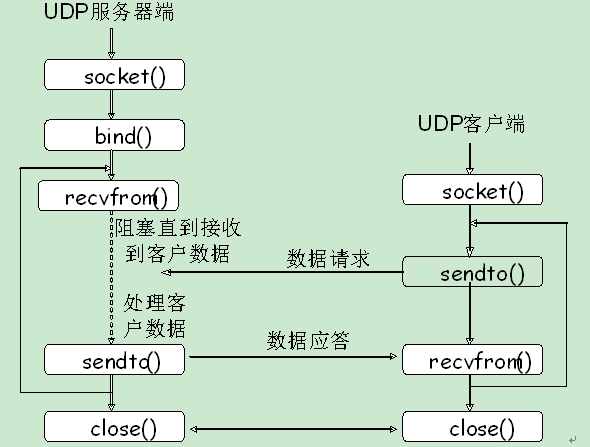 UDP服务器端
socket()
bind()
recvfrom()
阻塞直到接收
到客户数据
处理客
户数据
sendto()
close()
数据请求
数据应答
UDP客户端
socket()
sendto()
recvfrom()
close()